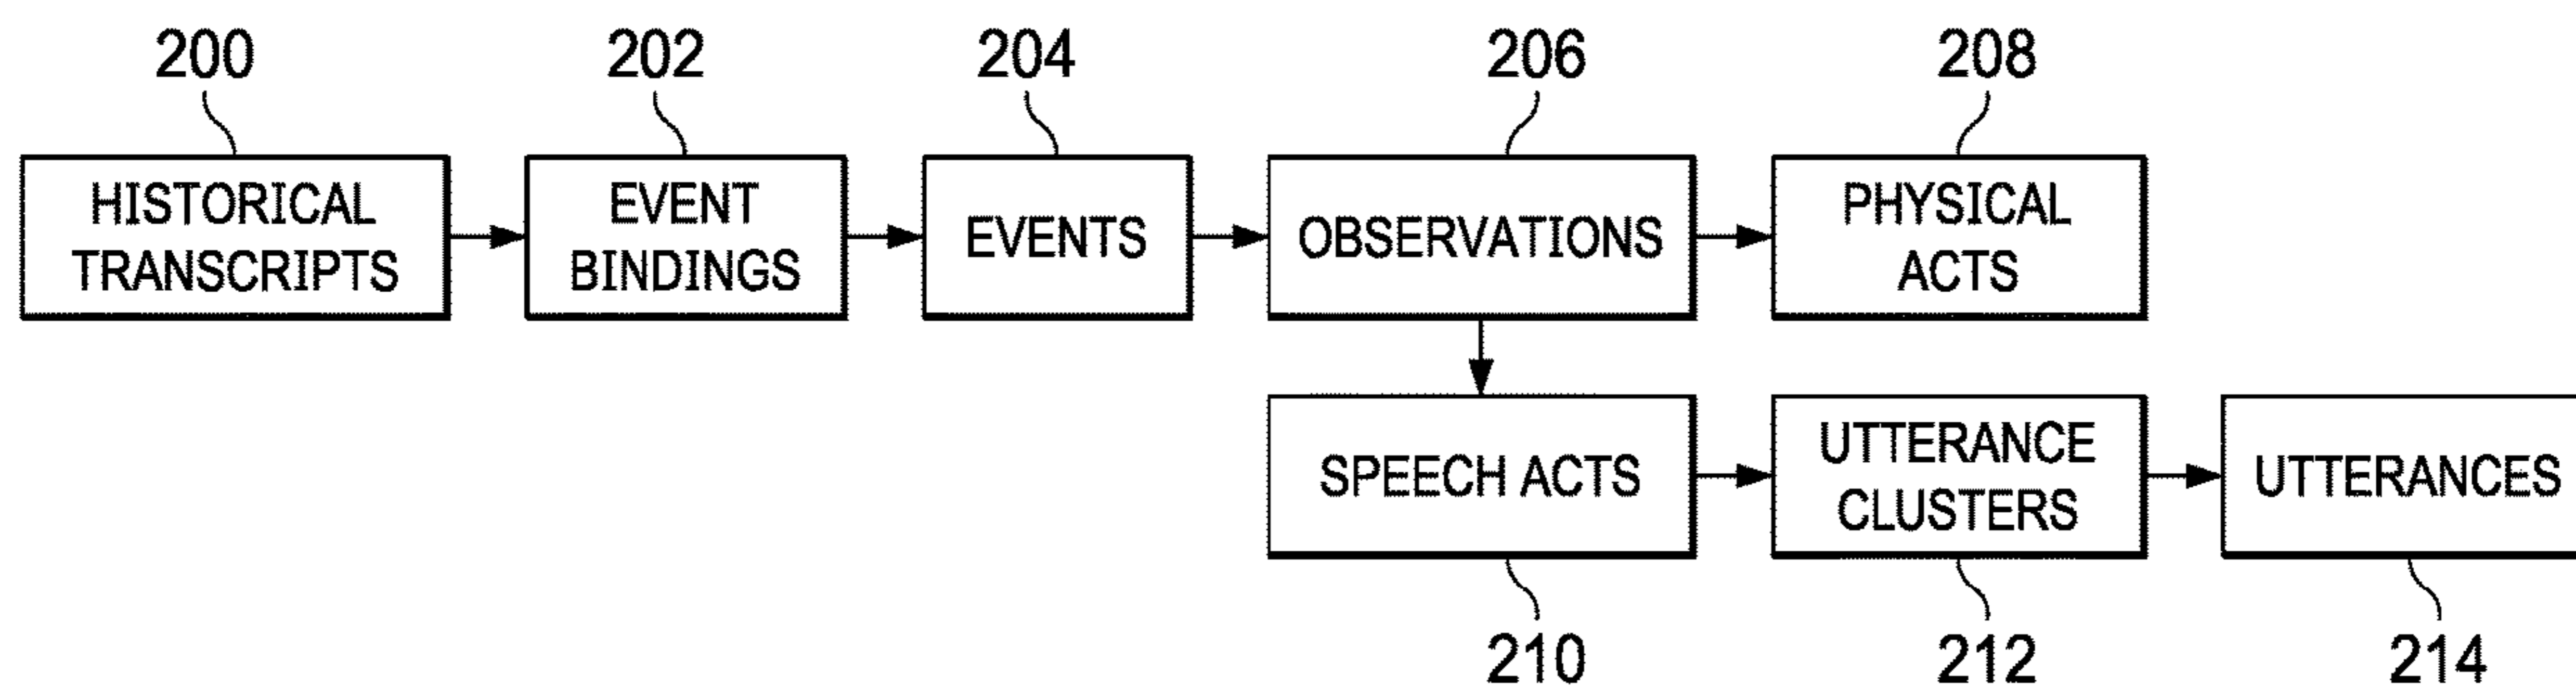 200 202 204 206 208
HISTORICAL TRANSCRIPTS
EVENT BINDINGS
EVENTS
OBSERVATIONS
PHYSICAL ACTS
SPEECH ACTS
UTTERANCE CLUSTERS
UTTERANCES
210 212 214